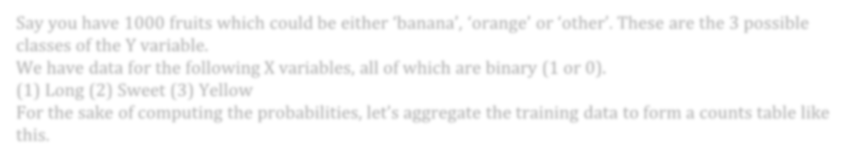 Say you have 1000 fruits which could be either ‘banana’, ‘orange’ or ‘other’. These are the 3 possible
classes of the Y variable.
We have data for the following X variables, all of which are binary (1 or 0).
(1) Long (2) Sweet (3) Yellow
For the sake of computing the probabilities, let’s aggregate the training data to form a counts table like
this.